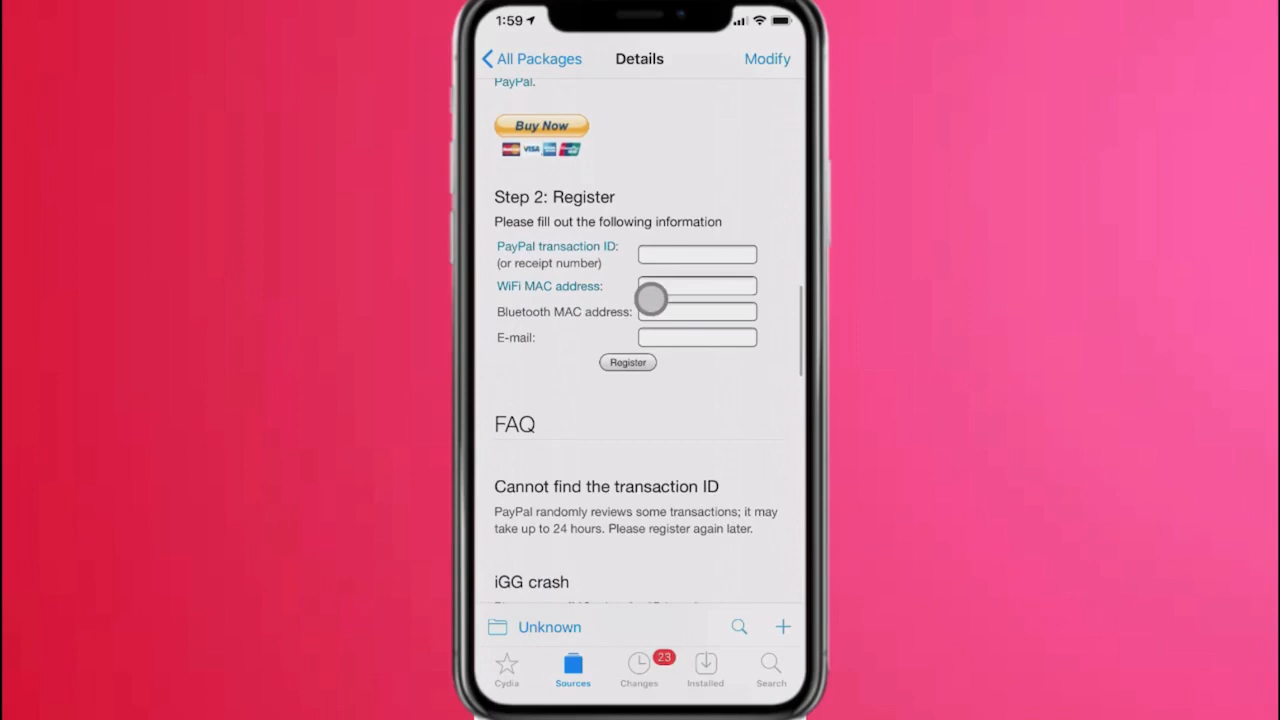 1:59
All Packages Details Modify
PayPal.
Buy Now
VISA
Step 2: Register
Please fill out the following information
PayPal transaction ID:
(or receipt number)
WiFi MAC address:
Bluetooth MAC address:
E-mail:
Register
FAQ
Cannot find the transaction ID
PayPal randomly reviews some transactions; it may
take up to 24 hours. Please register again later.
iGG crash
Unknown
23
Cydia Sources Changes Installed Search